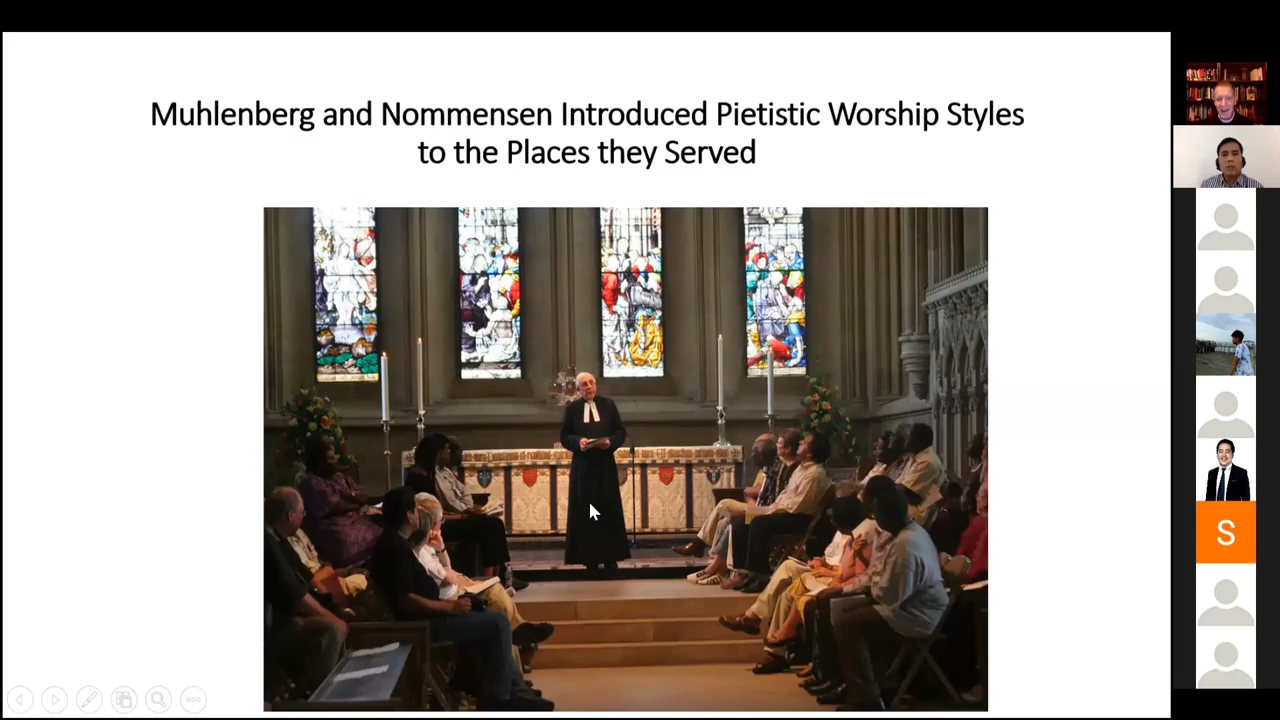 Muhlenberg and Nommensen Introduced Pietistic Worship Styles
to the Places they Served
S